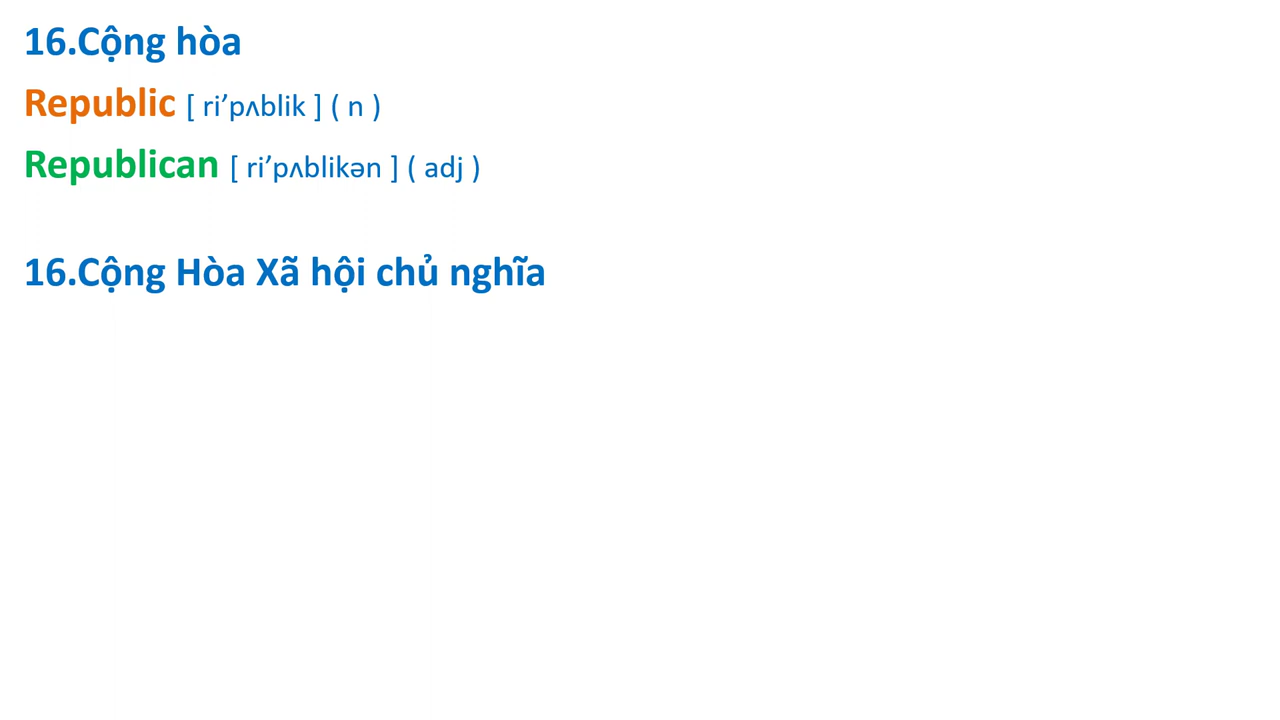 16.Cộng hòa
Republic [ ri’pʌblik ] ( n )
Republican [ ri’pʌblikən ] ( adj )
16.Cộng Hòa Xã hội chủ nghĩa